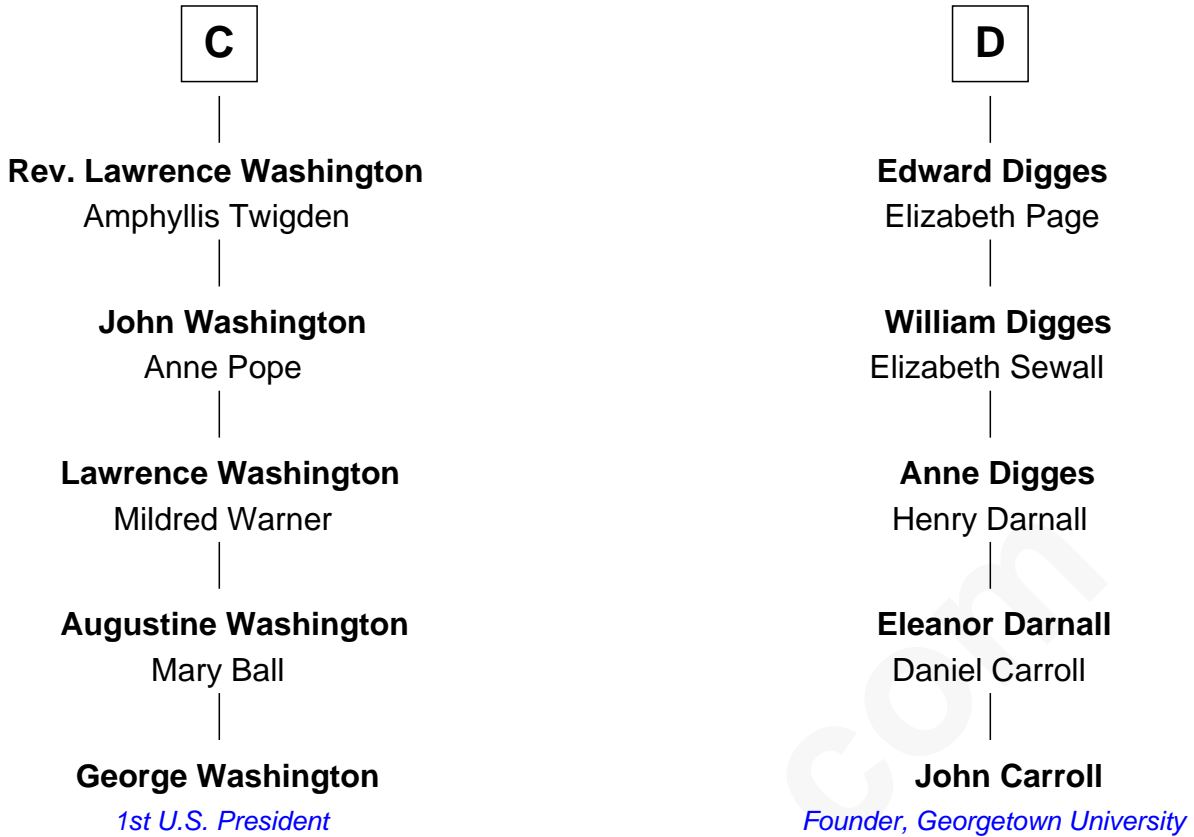 C
Rev. Lawrence Washington
Amphyllis Twigden
John Washington
Anne Pope
Lawrence Washington
Mildred Warner
Augustine Washington
Mary Ball
George Washington
1st U.S. President
D
Edward Digges
Elizabeth Page
William Digges
Elizabeth Sewall
Anne Digges
Henry Darnall
Eleanor Darnall
Daniel Carroll
John Carroll
Founder, Georgetown University
com